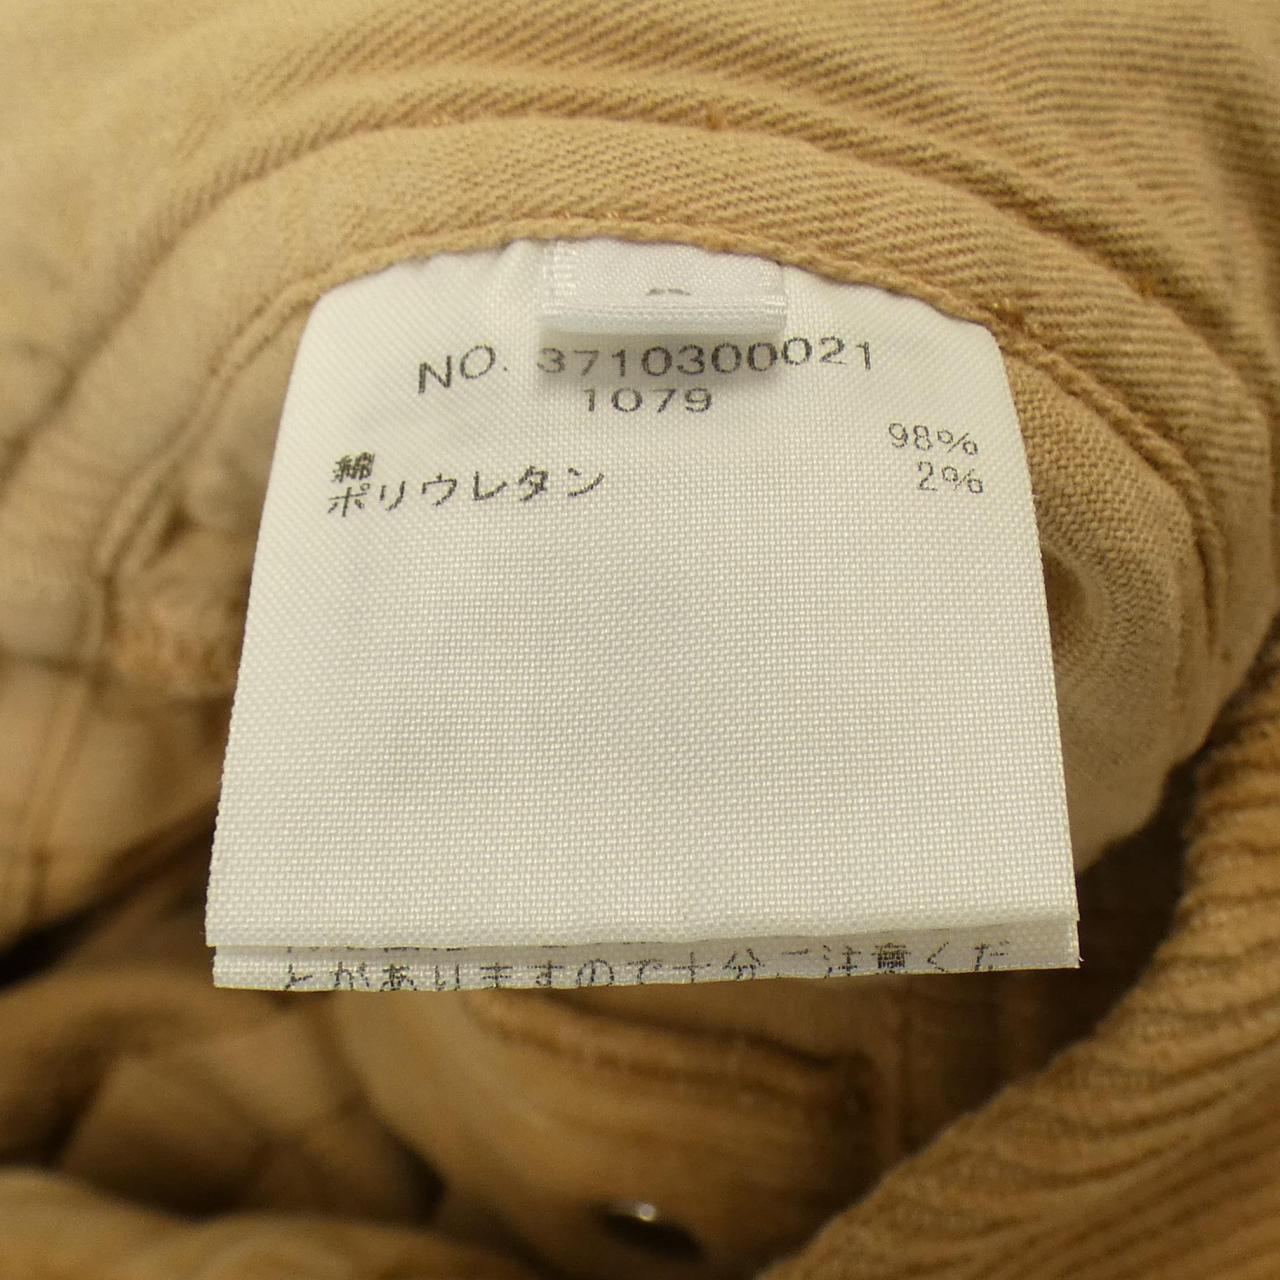 NO. 3710300021
1079
綿 98%
ポリウレタン 2%
とがありますので十分ご注意くだ